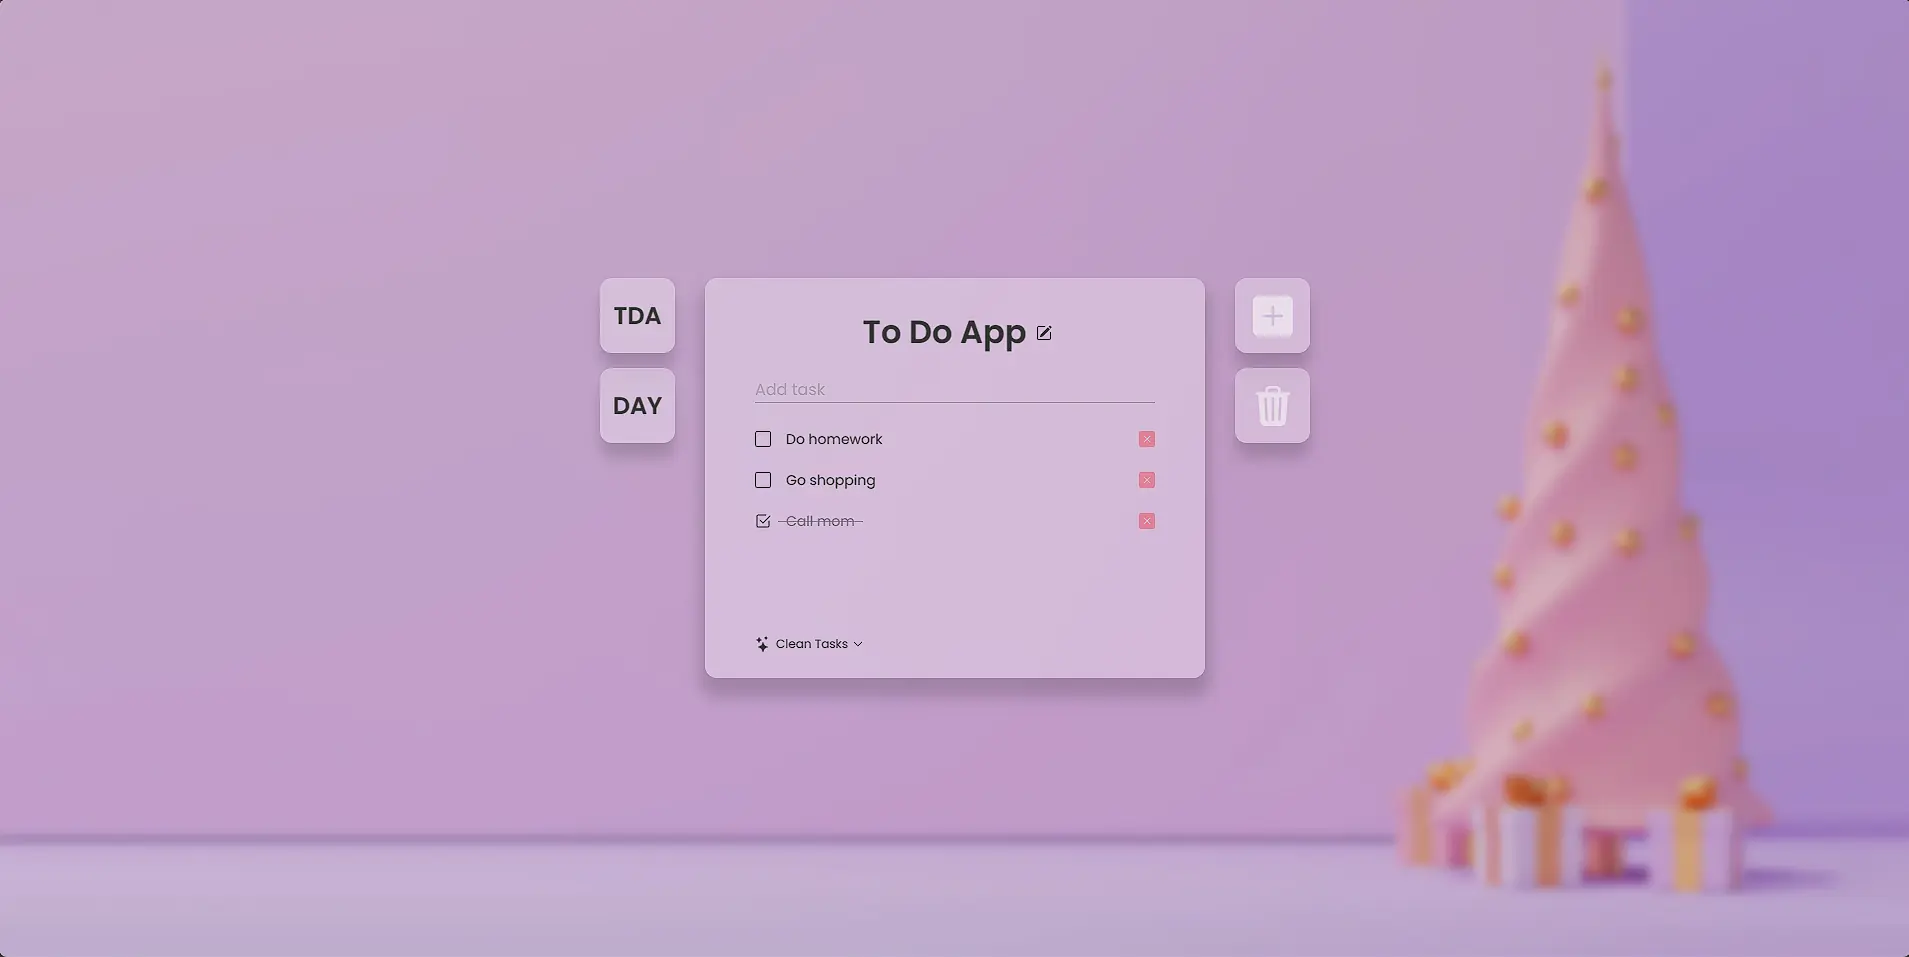 TDA
DAY
To Do App
Add task
Do homework
Go shopping
Call mom
Clean Tasks